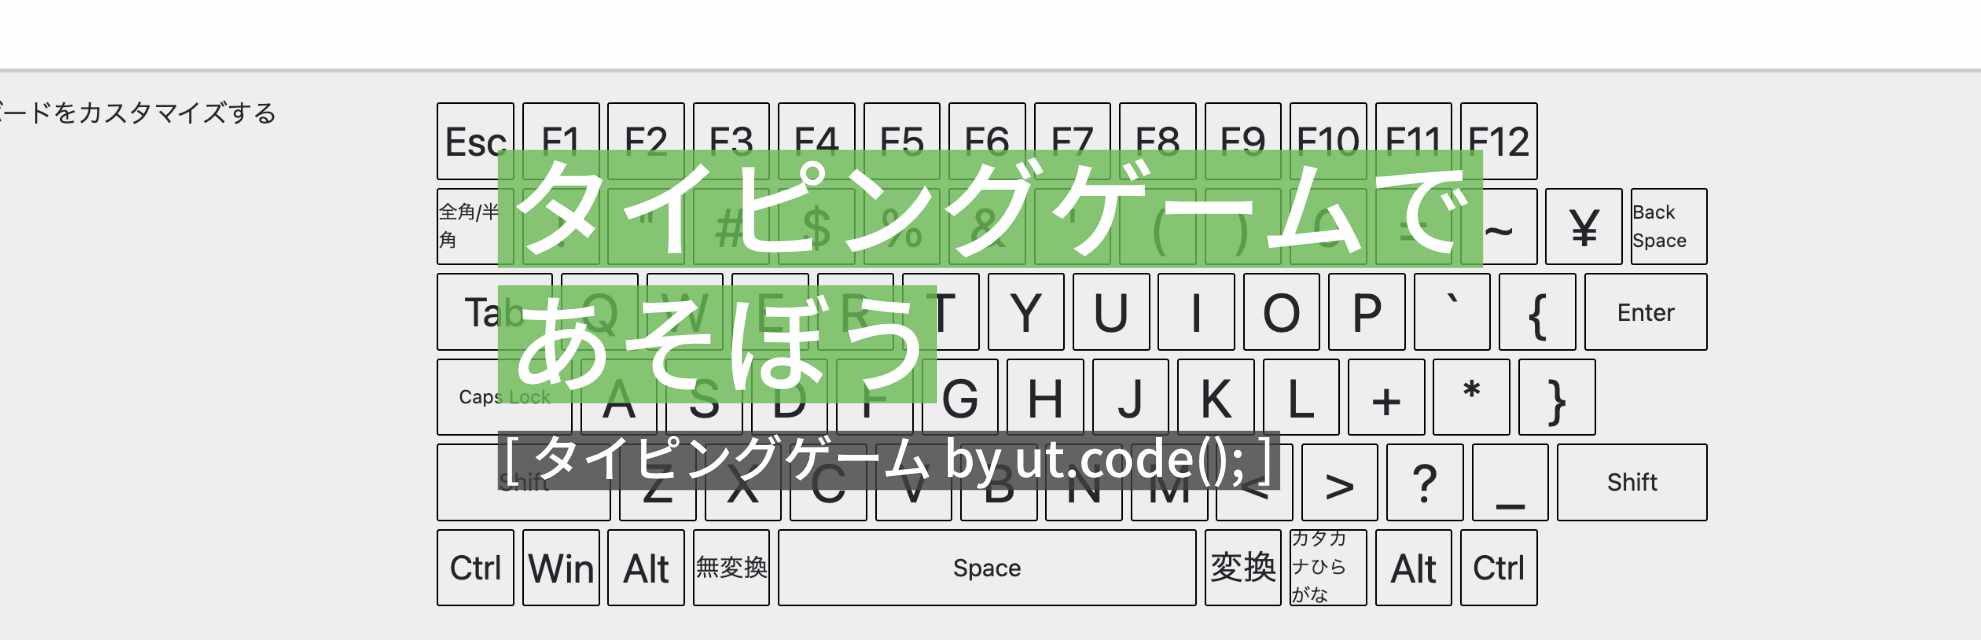 ードをカスタマイズする
Esc F1 F2 F3 F4 F5 F6 F7 F8 F9 F10 F11 F12
タイピングゲームで
全角/半角 ! " # $ % & ' ( ) 0 = ~ ¥ Back Space
Tab Q W E R T Y U I O P ` { Enter
あそぼう
Caps Lock A S D F G H J K L + * }
[ タイピングゲーム by ut.code(); ]
Shift Z X C V B N M < > ? _ Shift
Ctrl Win Alt 無変換 Space 変換 カタカナひらがな Alt Ctrl